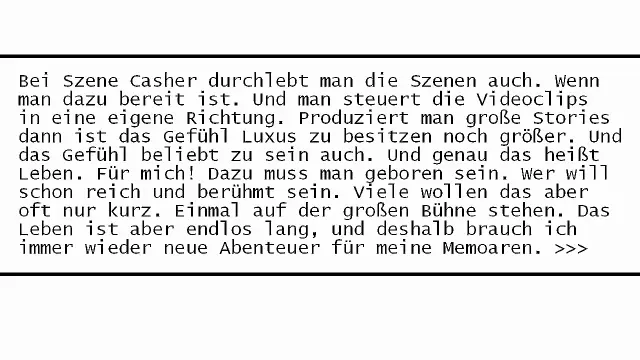 Bei Szene Casher durchlebt man die Szenen auch. Wenn
man dazu bereit ist. Und man steuert die Videoclips
in eine eigene Richtung. Produziert man große Stories
dann ist das Gefühl Luxus zu besitzen noch größer. Und
das Gefühl beliebt zu sein auch. Und genau das heißt
Leben. Für mich! Dazu muss man geboren sein. Wer will
schon reich und berühmt sein. Viele wollen das aber
oft nur kurz. Einmal auf der großen Bühne stehen. Das
Leben ist aber endlos lang, und deshalb brauch ich
immer wieder neue Abenteuer für meine Memoaren. >>>